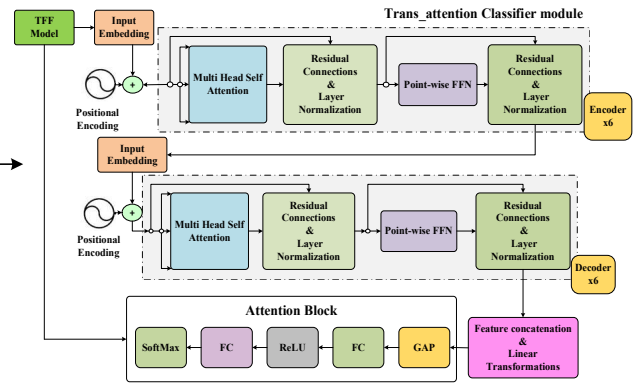 Trans_attention Classifier module
TFF
Model
Input
Embedding
+
Positional
Encoding
Multi Head Self
Attention
Residual
Connections
&
Layer
Normalization
Point-wise FFN
Residual
Connections
&
Layer
Normalization
Encoder
x6
Input
Embedding
+
Positional
Encoding
Multi Head Self
Attention
Residual
Connections
&
Layer
Normalization
Point-wise FFN
Residual
Connections
&
Layer
Normalization
Decoder
x6
Attention Block
SoftMax
FC
ReLU
FC
GAP
Feature concatenation
&
Linear
Transformations